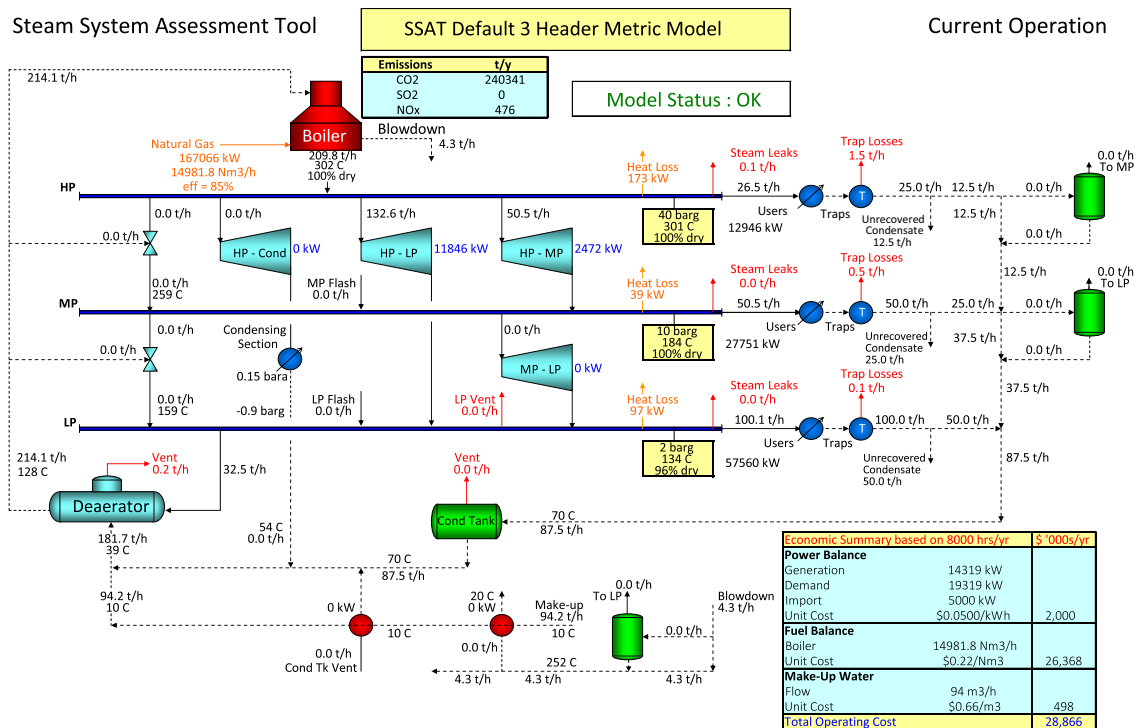 Steam System Assessment Tool
SSAT Default 3 Header Metric Model
Current Operation
Emissions t/y
CO2 240341
SO2 0
NOx 476
Model Status : OK
214.1 t/h
Boiler
Blowdown
4.3 t/h
Natural Gas
167066 kW
14981.8 Nm3/h
eff = 85%
209.8 t/h
302 C
100% dry
HP
Heat Loss
173 kW
Steam Leaks
0.1 t/h
Trap Losses
1.5 t/h
26.5 t/h
25.0 t/h
12.5 t/h
0.0 t/h
0.0 t/h
To MP
Users
Traps
T
12946 kW
40 barg
301 C
100% dry
Unrecovered
Condensate
12.5 t/h
12.5 t/h
0.0 t/h
0.0 t/h
0.0 t/h
132.6 t/h
50.5 t/h
0.0 t/h
HP - Cond
0 kW
HP - LP
11846 kW
HP - MP
2472 kW
0.0 t/h
259 C
MP Flash
0.0 t/h
12.5 t/h
MP
Heat Loss
39 kW
Steam Leaks
0.0 t/h
Trap Losses
0.5 t/h
50.5 t/h
50.0 t/h
25.0 t/h
0.0 t/h
0.0 t/h
To LP
Users
Traps
T
27751 kW
10 barg
184 C
100% dry
Unrecovered
Condensate
25.0 t/h
37.5 t/h
0.0 t/h
0.0 t/h
0.0 t/h
Condensing
Section
0.15 bara
-0.9 barg
0.0 t/h
MP - LP
0 kW
0.0 t/h
159 C
LP Flash
0.0 t/h
LP Vent
0.0 t/h
37.5 t/h
LP
Heat Loss
97 kW
Steam Leaks
0.0 t/h
Trap Losses
0.1 t/h
100.1 t/h
100.0 t/h
50.0 t/h
Users
Traps
T
57560 kW
2 barg
134 C
96% dry
Unrecovered
Condensate
50.0 t/h
87.5 t/h
214.1 t/h
128 C
Vent
0.2 t/h
32.5 t/h
Deaerator
181.7 t/h
39 C
54 C
0.0 t/h
Vent
0.0 t/h
Cond Tank
70 C
87.5 t/h
70 C
87.5 t/h
94.2 t/h
10 C
0 kW
10 C
20 C
0 kW
Make-up
94.2 t/h
10 C
0.0 t/h
To LP
Blowdown
4.3 t/h
0.0 t/h
0.0 t/h
Cond Tk Vent
0.0 t/h
252 C
4.3 t/h
4.3 t/h
4.3 t/h
Economic Summary based on 8000 hrs/yr $ '000s/yr
Power Balance
Generation 14319 kW
Demand 19319 kW
Import 5000 kW
Unit Cost $0.0500/kWh 2,000
Fuel Balance
Boiler 14981.8 Nm3/h
Unit Cost $0.22/Nm3 26,368
Make-Up Water
Flow 94 m3/h
Unit Cost $0.66/m3 498
Total Operating Cost 28,866